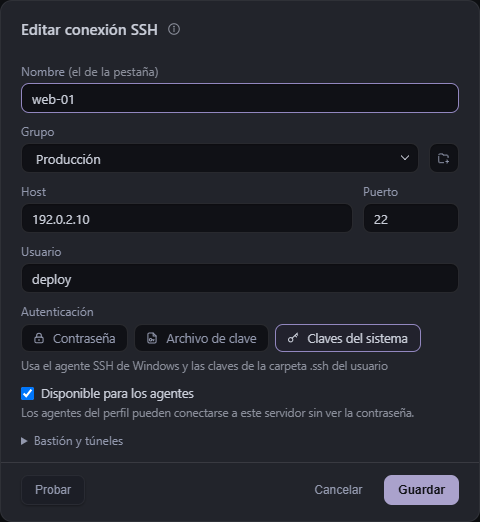 Editar conexión SSH
Nombre (el de la pestaña)
web-01
Grupo
Producción
Host
Puerto
192.0.2.10
22
Usuario
deploy
Autenticación
Contraseña
Archivo de clave
Claves del sistema
Usa el agente SSH de Windows y las claves de la carpeta .ssh del usuario
Disponible para los agentes
Los agentes del perfil pueden conectarse a este servidor sin ver la contraseña.
Bastión y túneles
Probar
Cancelar
Guardar